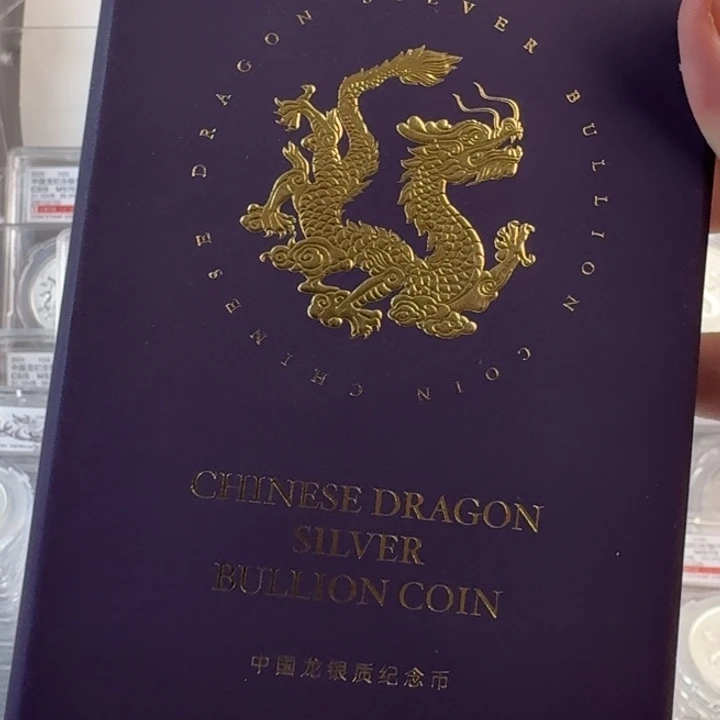 CHINESE DRAGON SILVER BULLION COIN
CHINESE DRAGON
SILVER
BULLION COIN
中国龙银质纪念币